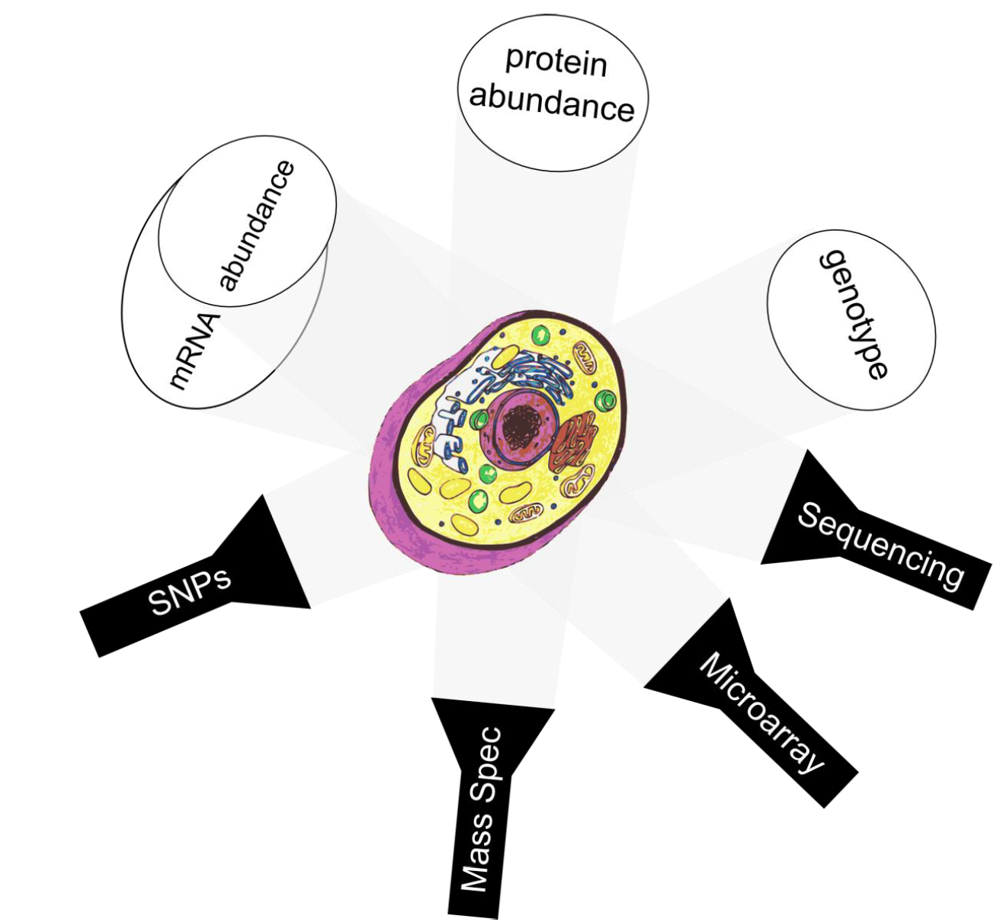 protein
abundance
mRNA abundance
genotype
SNPs
Sequencing
Microarray
Mass Spec